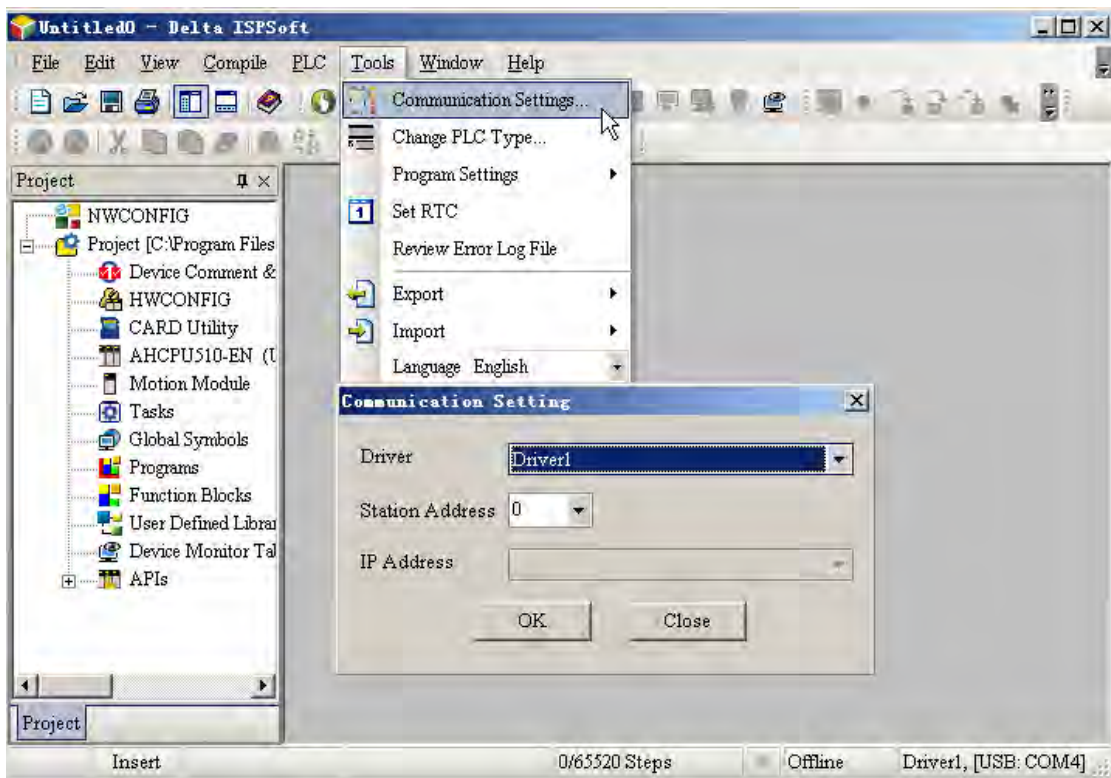 Untitled0 - Delta ISPSoft
File Edit View Compile PLC Tools Window Help
Communication Settings...
Change PLC Type...
Program Settings
1 Set RTC
Review Error Log File
Export
Import
Language English
Project
NWCONFIG
Project [C:\Program Files
Device Comment &
HWCONFIG
CARD Utility
AHCPU510-EN (U
Motion Module
Tasks
Global Symbols
Programs
Function Blocks
User Defined Librar
Device Monitor Tal
APIs
Communication Setting
Driver Driver1
Station Address 0
IP Address
OK Close
Project
Insert 0/65520 Steps Offline Driver1, [USB: COM4]